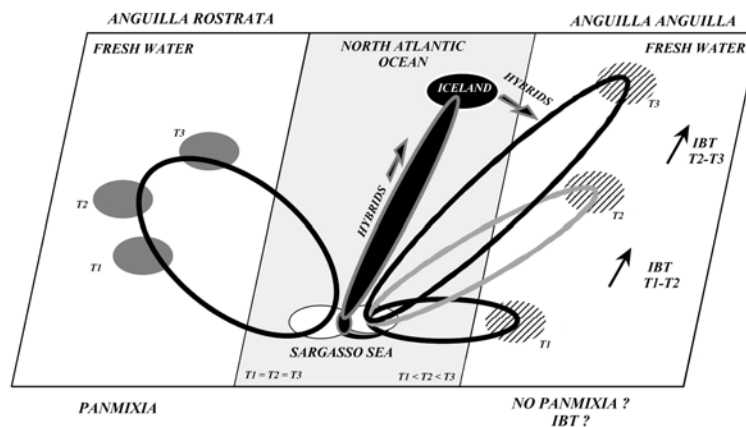 ANGUILLA ROSTRATA
ANGUILLA ANGUILLA
FRESH WATER
NORTH ATLANTIC
OCEAN
FRESH WATER
ICELAND
HYBRIDS
T3
T3
IBT
T2-T3
T2
HYBRIDS
T2
T1
IBT
T1-T2
T1
SARGASSO SEA
T1 = T2 = T3
T1 < T2 < T3
PANMIXIA
NO PANMIXIA ?
IBT ?